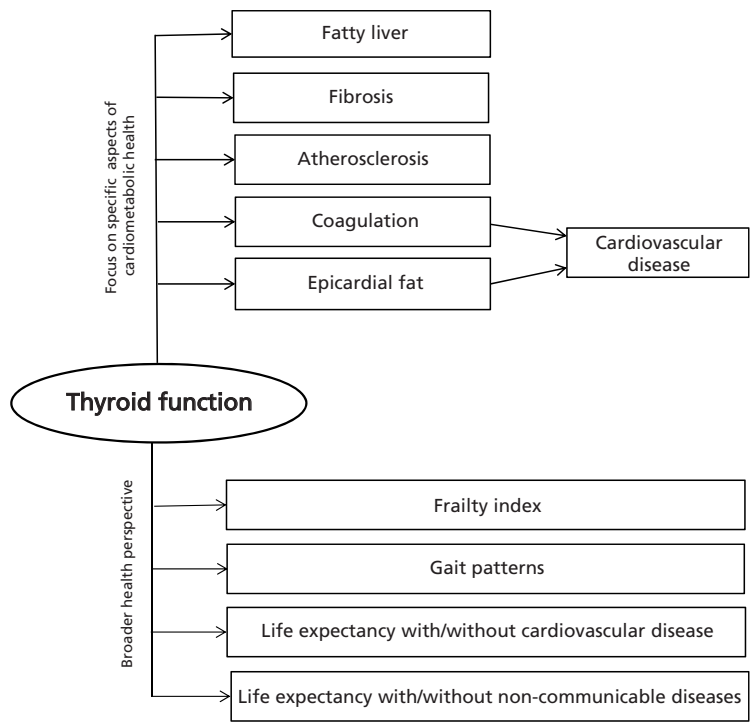 Fatty liver
Fibrosis
Atherosclerosis
Coagulation
Epicardial fat
Cardiovascular
disease
Focus on specific aspects of
cardiometabolic health
Thyroid function
Broader health perspective
Frailty index
Gait patterns
Life expectancy with/without cardiovascular disease
Life expectancy with/without non-communicable diseases